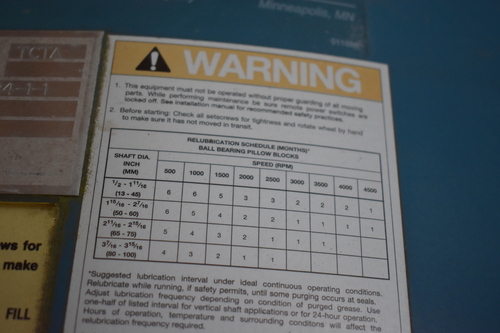 Minneapolis, MN
TCTA
4-1-1
WARNING
1. This equipment must not be operated without proper guarding of all moving
parts. While performing maintenance be sure remote power switches are
locked off. See installation manual for recommended safety practices.
2. Before starting: Check all setscrews for tightness and rotate wheel by hand
to make sure it has not moved in transit.
RELUBRICATION SCHEDULE (MONTHS)*
BALL BEARING PILLOW BLOCKS
SHAFT DIA.
INCH
(MM)
SPEED (RPM)
500 1000 1500 2000 2500 3000 3500 4000 4500
1/2 - 1 11/16
(13 - 45) 6 6 5 3 3 2 2 2 1
1 15/16 - 2 7/16
(50 - 60) 6 5 4 2 2 1 1 1
2 11/16 - 2 15/16
(65 - 75) 5 4 3 2 1 1 1
3 7/16 - 3 15/16
(80 - 100) 4 3 2 1 1
*Suggested lubrication interval under ideal continuous operating conditions.
Relubricate while running, if safety permits, until some purging occurs at seals.
Adjust lubrication frequency depending on condition of purged grease. Use
one-half of listed interval for vertical shaft applications or for 24-hour operation.
Hours of operation, temperature and surrounding conditions will affect the
relubrication frequency required.
ws for
make
FILL